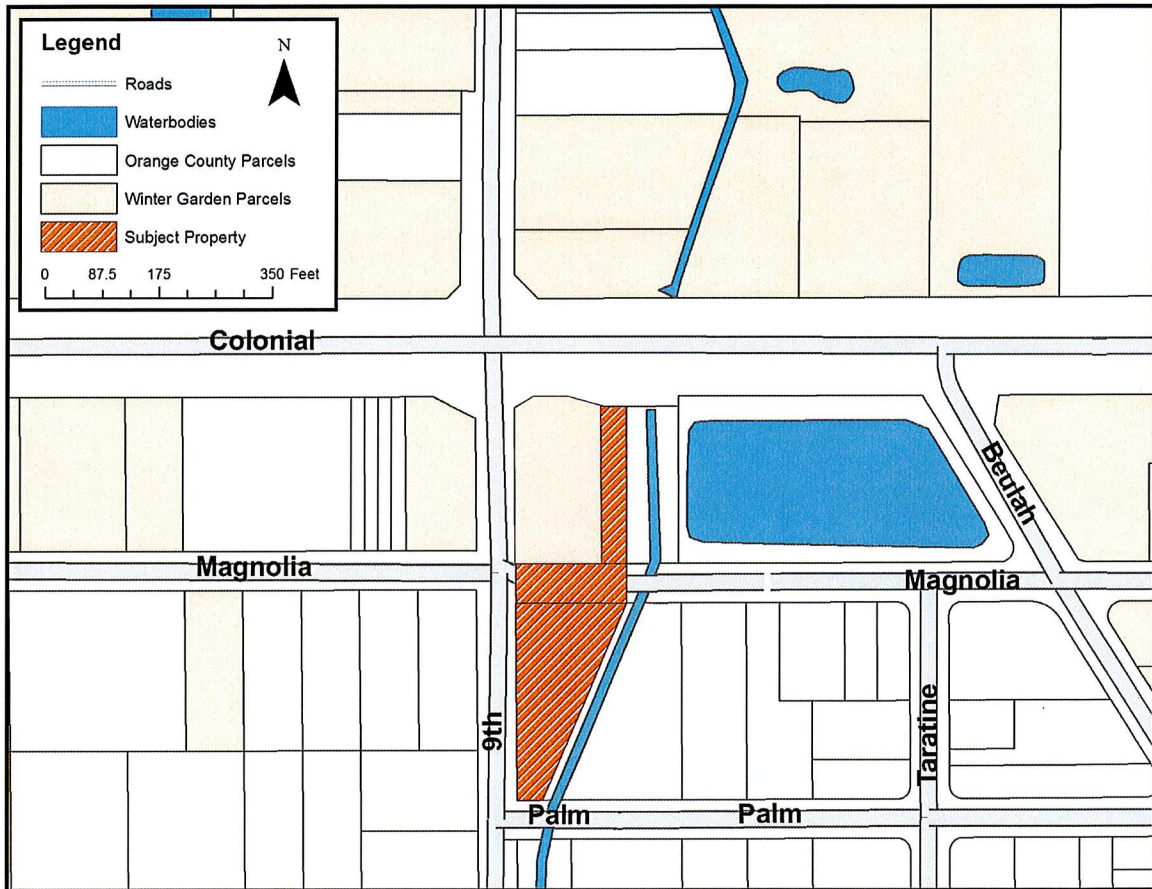 Legend
N
Roads
Waterbodies
Orange County Parcels
Winter Garden Parcels
Subject Property
0 87.5 175 350 Feet
Colonial
Beulah
Magnolia
Magnolia
9th
Taratine
Palm
Palm